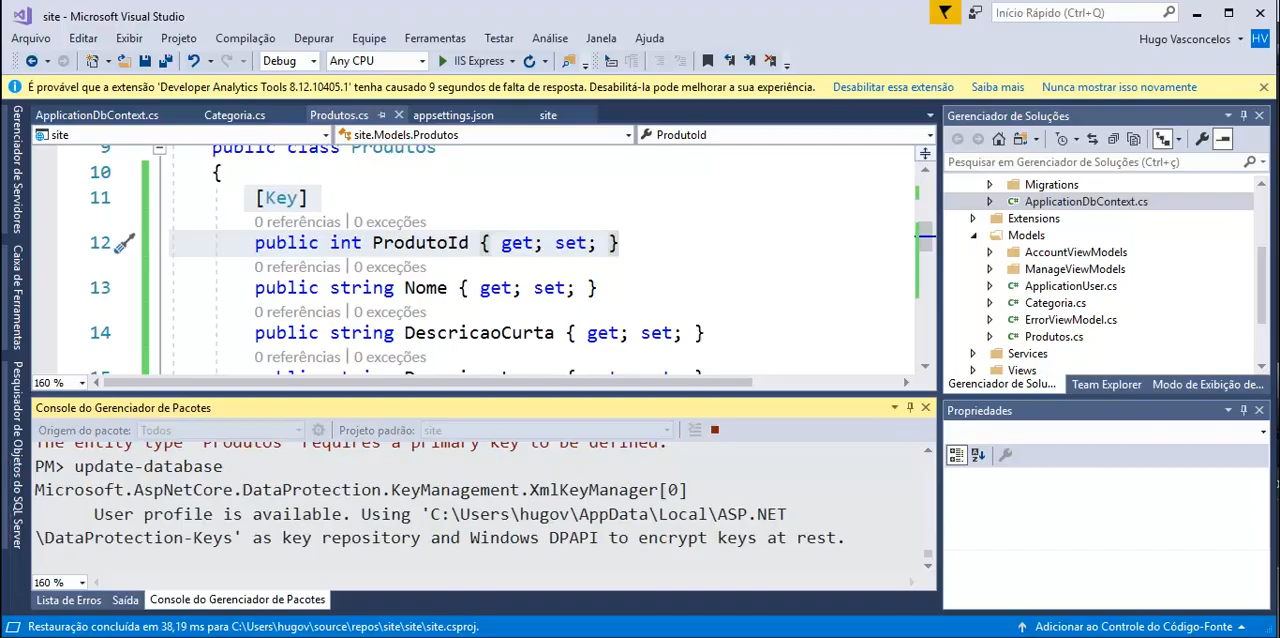 site - Microsoft Visual Studio
Início Rápido (Ctrl+Q)
Arquivo Editar Exibir Projeto Compilação Depurar Equipe Ferramentas Testar Análise Janela Ajuda
Hugo Vasconcelos HV
Debug Any CPU IIS Express
É provável que a extensão 'Developer Analytics Tools 8.12.10405.1' tenha causado 9 segundos de falta de resposta. Desabilitá-la pode melhorar a sua experiência. Desabilitar essa extensão Saiba mais Nunca mostrar isso novamente
Gerenciador de Servidores
Caixa de Ferramentas
Pesquisador de Objetos do SQL Server
ApplicationDbContext.cs Categoria.cs Produtos.cs appsettings.json site
site site.Models.Produtos ProdutoId
9 public class Produtos
10 {
11 [Key]
0 referências | 0 exceções
12 public int ProdutoId { get; set; }
0 referências | 0 exceções
13 public string Nome { get; set; }
0 referências | 0 exceções
14 public string DescricaoCurta { get; set; }
0 referências | 0 exceções
160 %
Console do Gerenciador de Pacotes
Origem do pacote: Todos Projeto padrão: site
The entity type 'Produtos' requires a primary key to be defined.
PM> update-database
Microsoft.AspNetCore.DataProtection.KeyManagement.XmlKeyManager[0]
User profile is available. Using 'C:\Users\hugov\AppData\Local\ASP.NET
\DataProtection-Keys' as key repository and Windows DPAPI to encrypt keys at rest.
160 %
Lista de Erros Saída Console do Gerenciador de Pacotes
Gerenciador de Soluções
Pesquisar em Gerenciador de Soluções (Ctrl+ç)
Migrations
ApplicationDbContext.cs
Extensions
Models
AccountViewModels
ManageViewModels
ApplicationUser.cs
Categoria.cs
ErrorViewModel.cs
Produtos.cs
Services
Views
Gerenciador de Solu... Team Explorer Modo de Exibição de...
Propriedades
Restauração concluída em 38,19 ms para C:\Users\hugov\source\repos\site\site\site.csproj.
Adicionar ao Controle do Código-Fonte